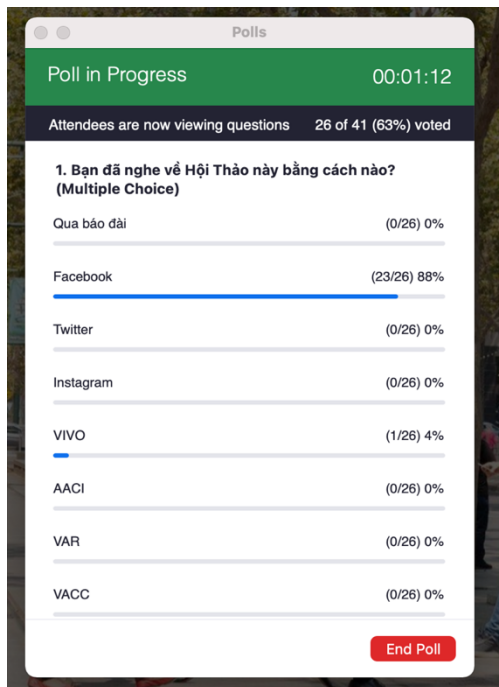 Polls
Poll in Progress 00:01:12
Attendees are now viewing questions 26 of 41 (63%) voted
1. Bạn đã nghe về Hội Thảo này bằng cách nào?
(Multiple Choice)
Qua báo đài (0/26) 0%
Facebook (23/26) 88%
Twitter (0/26) 0%
Instagram (0/26) 0%
VIVO (1/26) 4%
AACI (0/26) 0%
VAR (0/26) 0%
VACC (0/26) 0%
End Poll